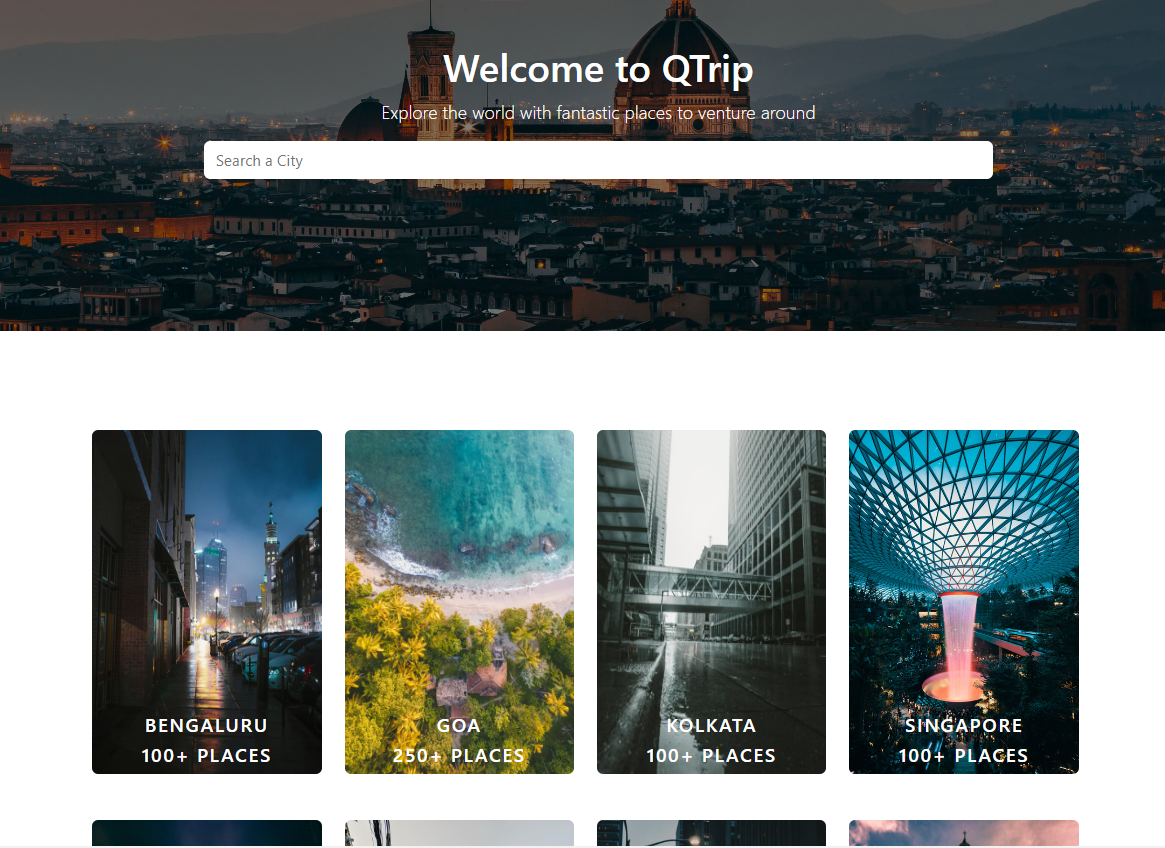 Welcome to QTrip
Explore the world with fantastic places to venture around
Search a City
BENGALURU
100+ PLACES
GOA
250+ PLACES
KOLKATA
100+ PLACES
SINGAPORE
100+ PLACES